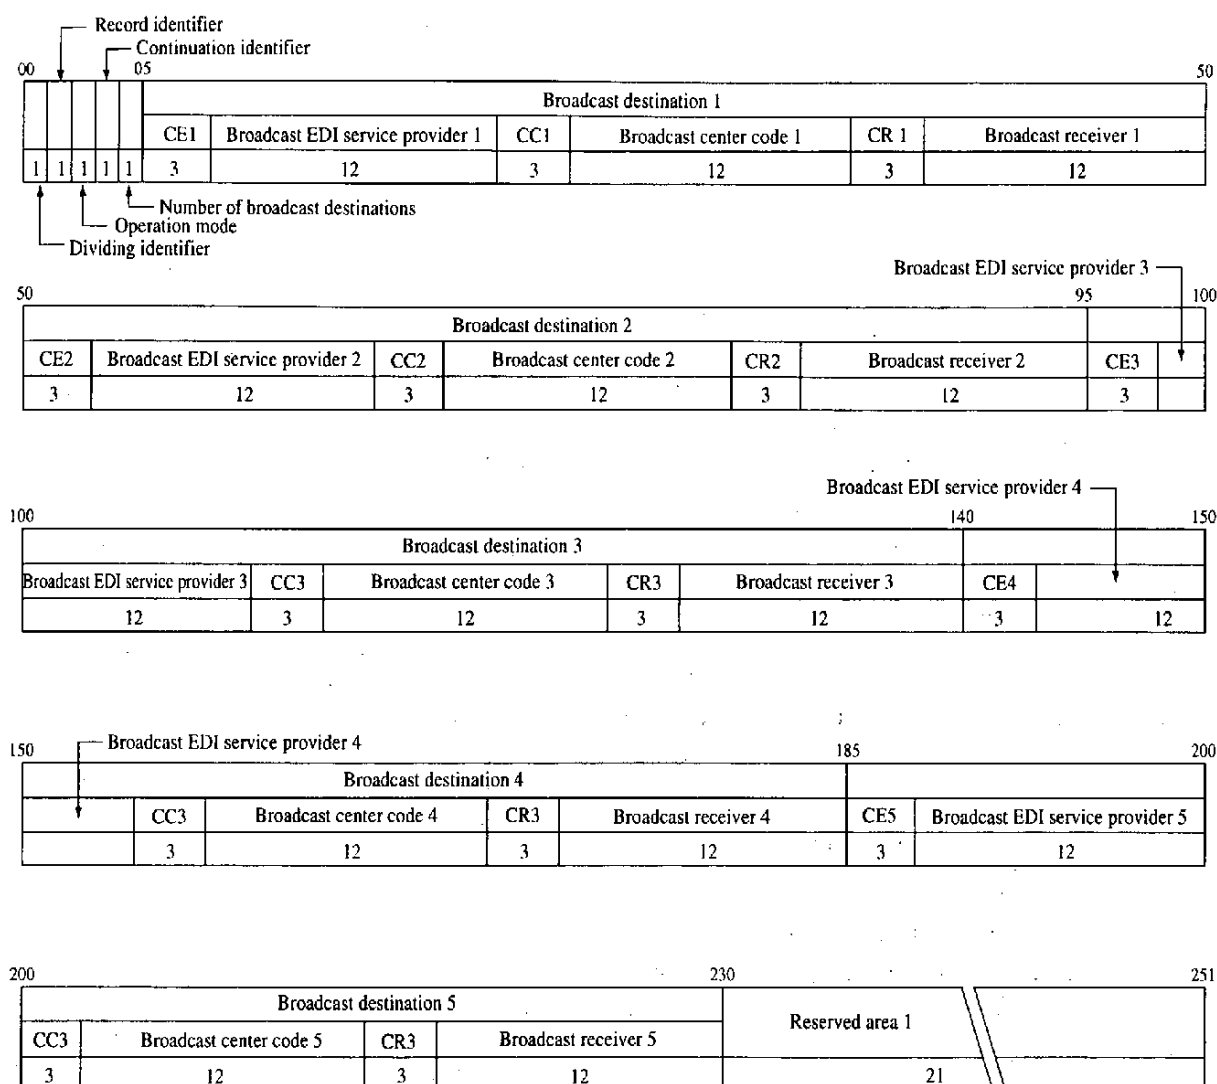 Record identifier
Continuation identifier
00 05 50
Broadcast destination 1
CE1 Broadcast EDI service provider 1 CC1 Broadcast center code 1 CR 1 Broadcast receiver 1
1 1 1 1 1 3 12 3 12 3 12
Number of broadcast destinations
Operation mode
Dividing identifier
Broadcast EDI service provider 3
50 95 100
Broadcast destination 2
CE2 Broadcast EDI service provider 2 CC2 Broadcast center code 2 CR2 Broadcast receiver 2 CE3
3 12 3 12 3 12 3
Broadcast EDI service provider 4
100 140 150
Broadcast destination 3
Broadcast EDI service provider 3 CC3 Broadcast center code 3 CR3 Broadcast receiver 3 CE4
12 3 12 3 12 3 12
150 Broadcast EDI service provider 4 185 200
Broadcast destination 4
CC3 Broadcast center code 4 CR3 Broadcast receiver 4 CE5 Broadcast EDI service provider 5
3 12 3 12 3 12
200 230 251
Broadcast destination 5
Reserved area 1
CC3 Broadcast center code 5 CR3 Broadcast receiver 5
3 12 3 12 21